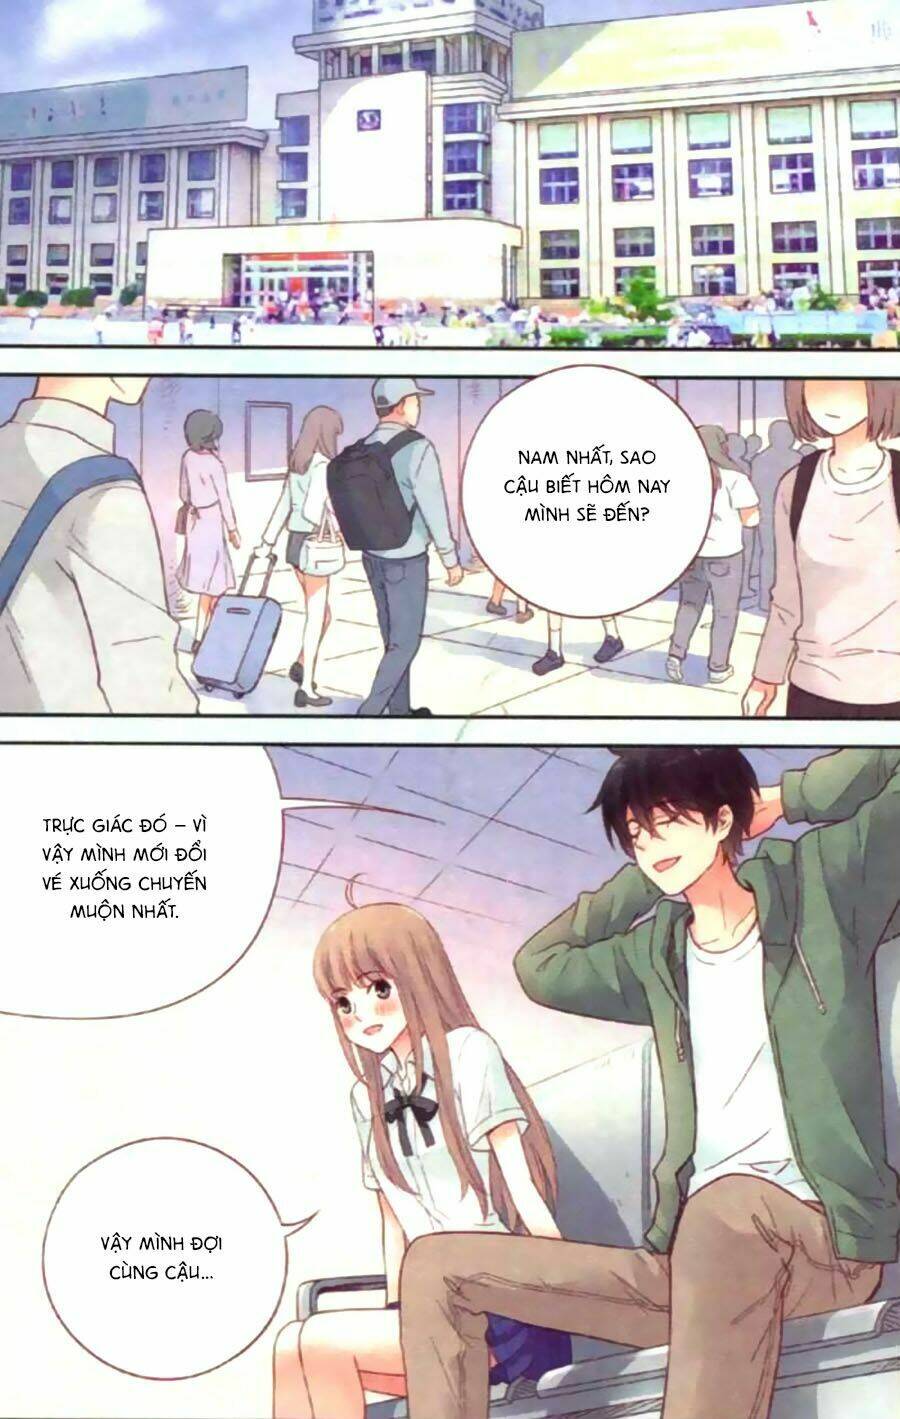 NAM NHẤT, SAO
CẬU BIẾT HÔM NAY
MÌNH SẼ ĐẾN?
TRỰC GIÁC ĐÓ – VÌ
VẬY MÌNH MỚI ĐỔI
VÉ XUỐNG CHUYẾN
MUỘN NHẤT.
VẬY MÌNH ĐỢI
CÙNG CẬU...